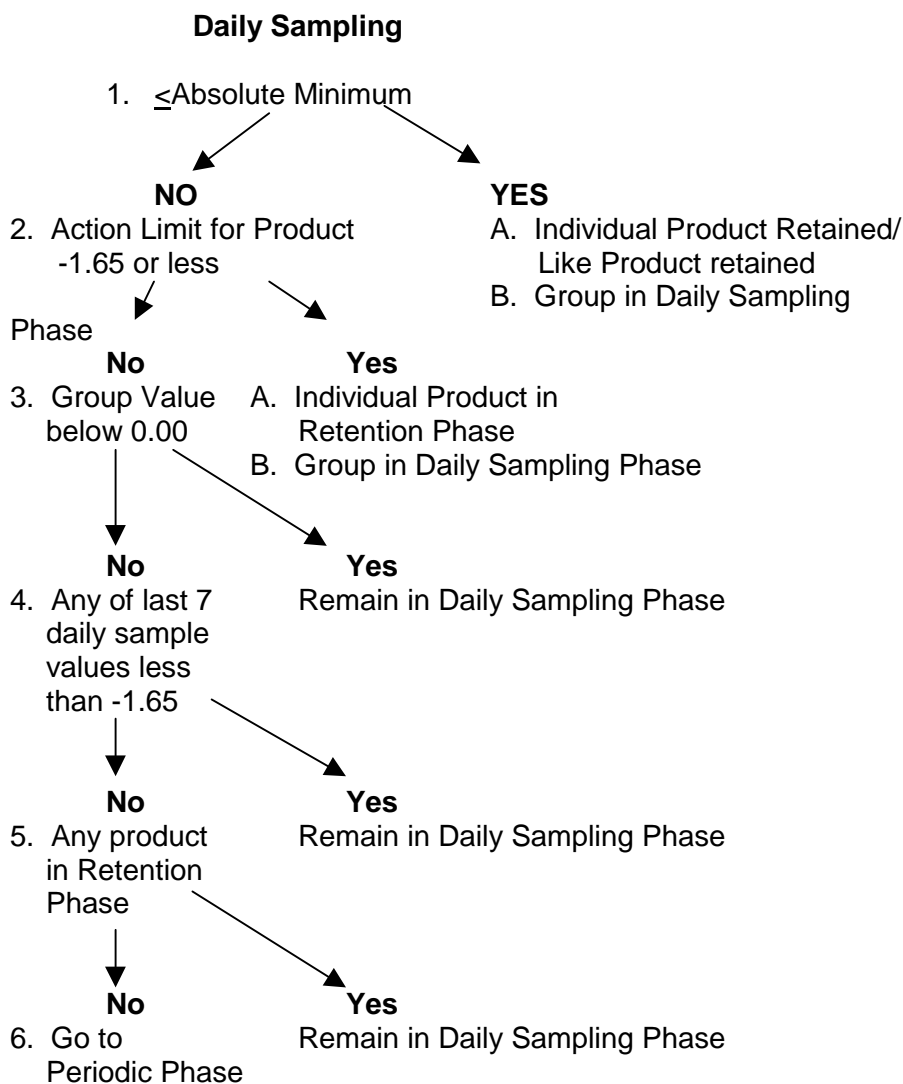 Daily Sampling
1. ≤Absolute Minimum
NO YES
2. Action Limit for Product A. Individual Product Retained/
-1.65 or less Like Product retained
B. Group in Daily Sampling
Phase
No Yes
3. Group Value A. Individual Product in
below 0.00 Retention Phase
B. Group in Daily Sampling Phase
No Yes
4. Any of last 7 Remain in Daily Sampling Phase
daily sample
values less
than -1.65
No Yes
5. Any product Remain in Daily Sampling Phase
in Retention
Phase
No Yes
6. Go to Remain in Daily Sampling Phase
Periodic Phase